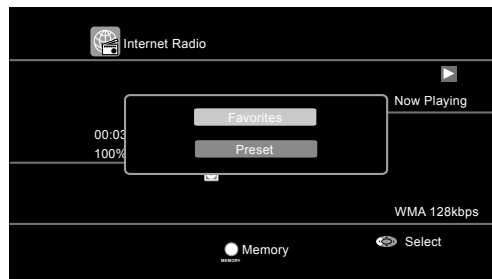 Internet Radio
Now Playing
Favorites
00:03
100%
Preset
WMA 128kbps
MEMORY
Memory
Select